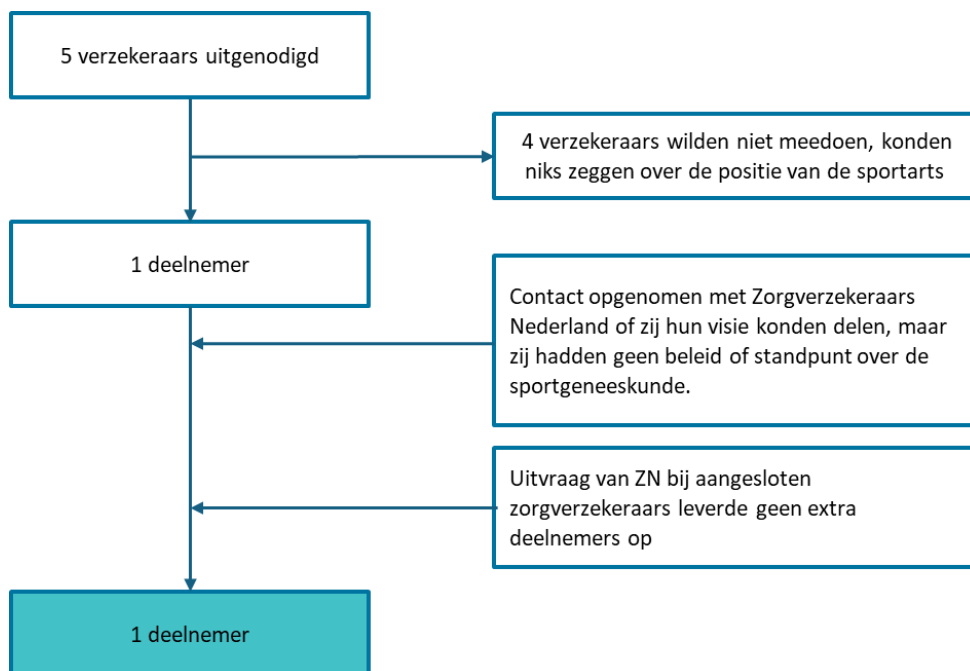 5 verzekeraars uitgenodigd
4 verzekeraars wilden niet meedoen, konden
niks zeggen over de positie van de sportarts
1 deelnemer
Contact opgenomen met Zorgverzekeraars
Nederland of zij hun visie konden delen, maar
zij hadden geen beleid of standpunt over de
sportgeneeskunde.
Uitvraag van ZN bij aangesloten
zorgverzekeraars leverde geen extra
deelnemers op
1 deelnemer